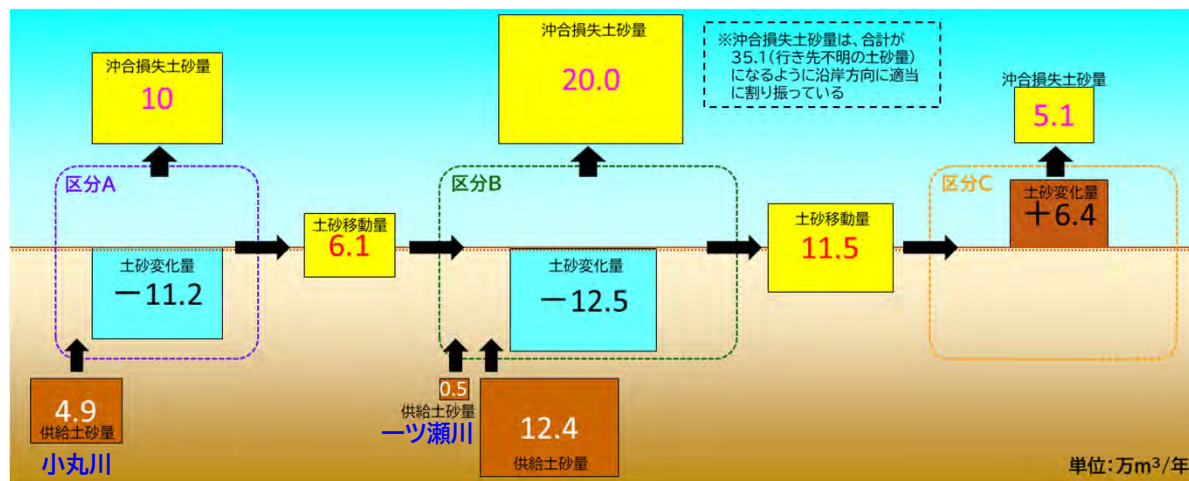 沖合損失土砂量
10
沖合損失土砂量
20.0
※沖合損失土砂量は、合計が
35.1(行き先不明の土砂量)
になるように沿岸方向に適当
に割り振っている
沖合損失土砂量
5.1
区分A
区分B
区分C
土砂変化量
+6.4
土砂移動量
6.1
土砂移動量
11.5
土砂変化量
－11.2
土砂変化量
－12.5
4.9
供給土砂量
小丸川
0.5
供給土砂量
一ツ瀬川
12.4
供給土砂量
単位:万m³/年